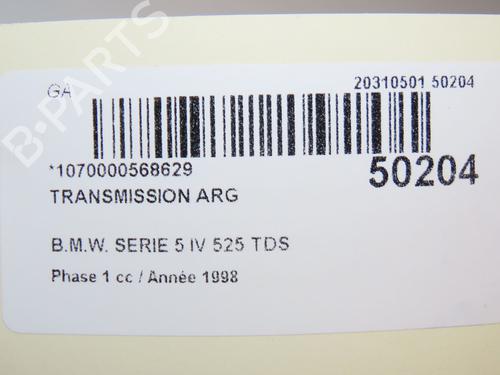 GA
20310501 50204
*1070000568629
50204
TRANSMISSION ARG
B.M.W. SERIE 5 IV 525 TDS
Phase 1 cc / Année 1998
B-PARTS